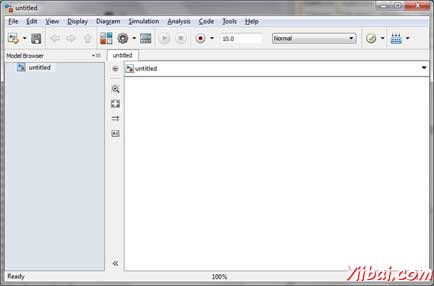 untitled
File Edit View Display Diagram Simulation Analysis Code Tools Help
10.0 Normal
Model Browser
untitled
untitled
untitled
Ready 100%
Yiibai.com